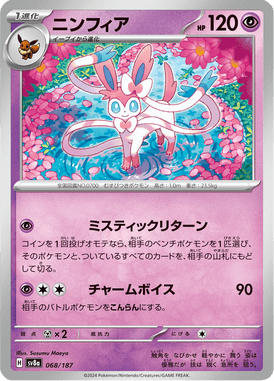 1進化
ニンフィア
イーブイから進化
HP 120
全国図鑑NO.0700 むすびつきポケモン 高さ:1.0m 重さ:23.5kg
ミスティックリターン
コインを1回投げオモテなら、相手のベンチポケモンを1匹選び、
そのポケモンと、ついているすべてのカードを、相手の山札にもど
して切る。
チャームボイス 90
相手のバトルポケモンをこんらんにする。
弱点 ×2 抵抗力 にげる
Illus. Susumu Maeya
H sv8a 068/187
©2024 Pokémon/Nintendo/Creatures/GAME FREAK.